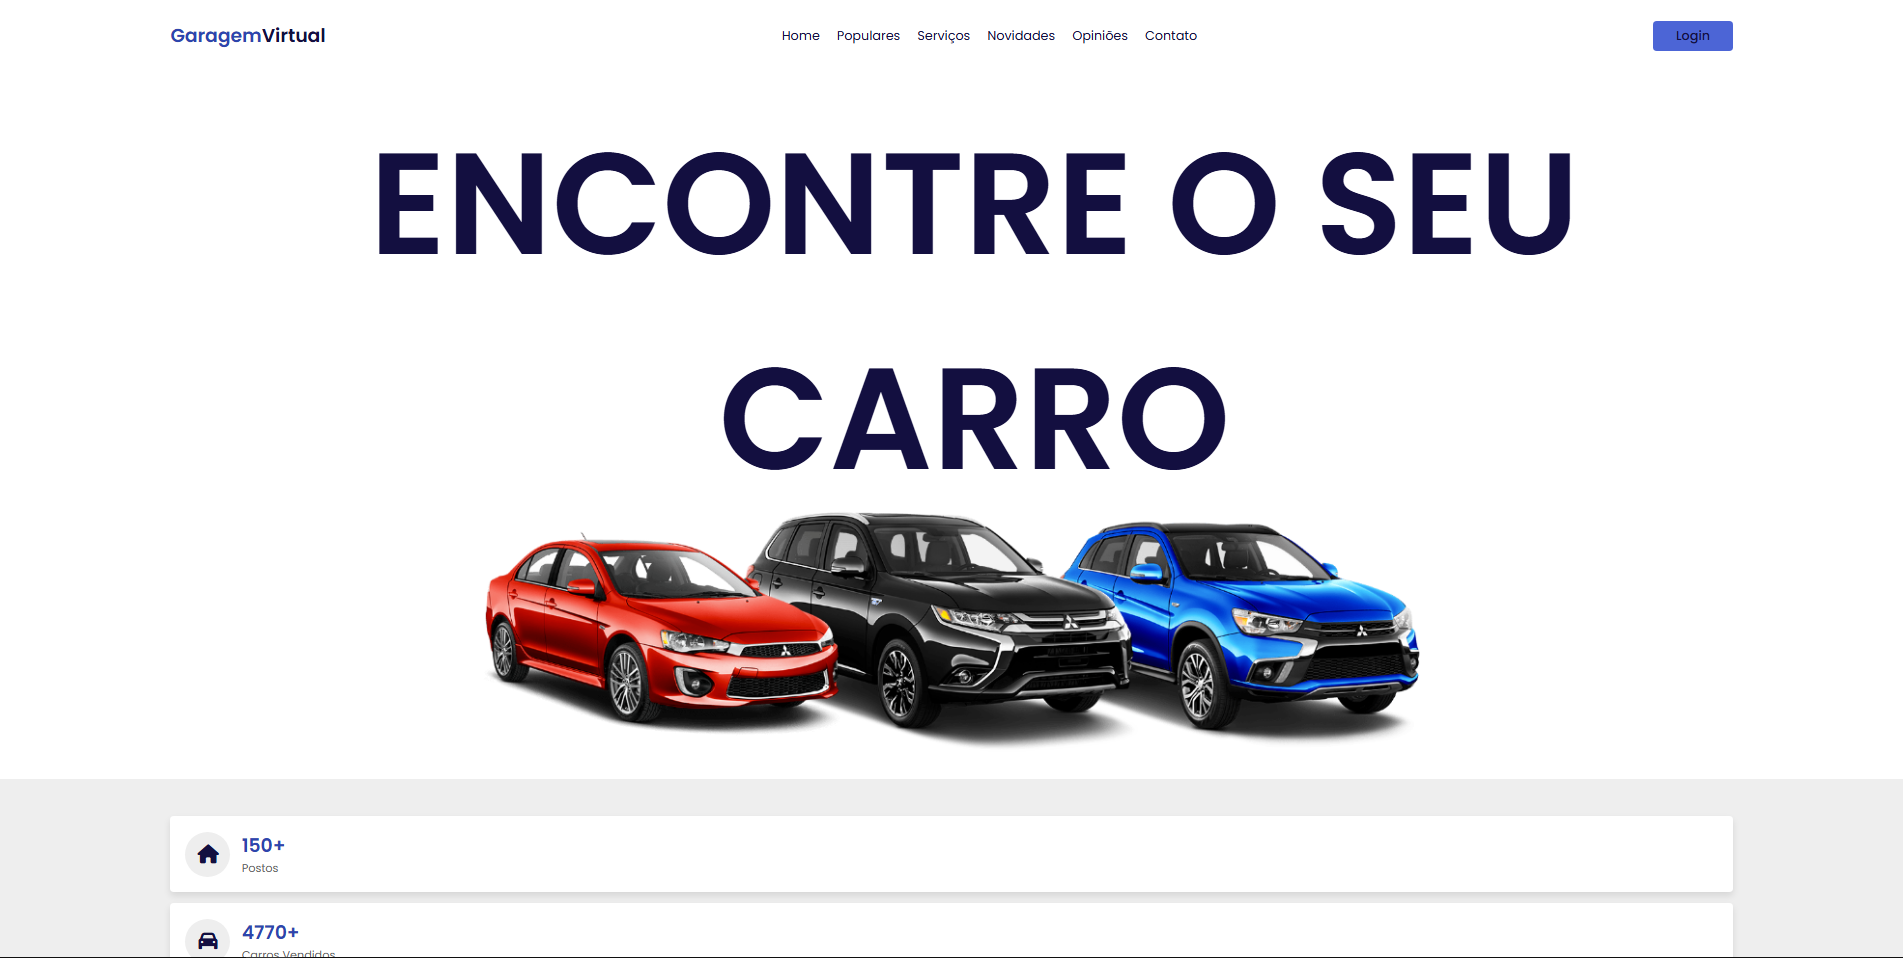 GaragemVirtual
Home Populares Serviços Novidades Opiniões Contato
Login
ENCONTRE O SEU
CARRO
150+
Postos
4770+
Carros Vendidos